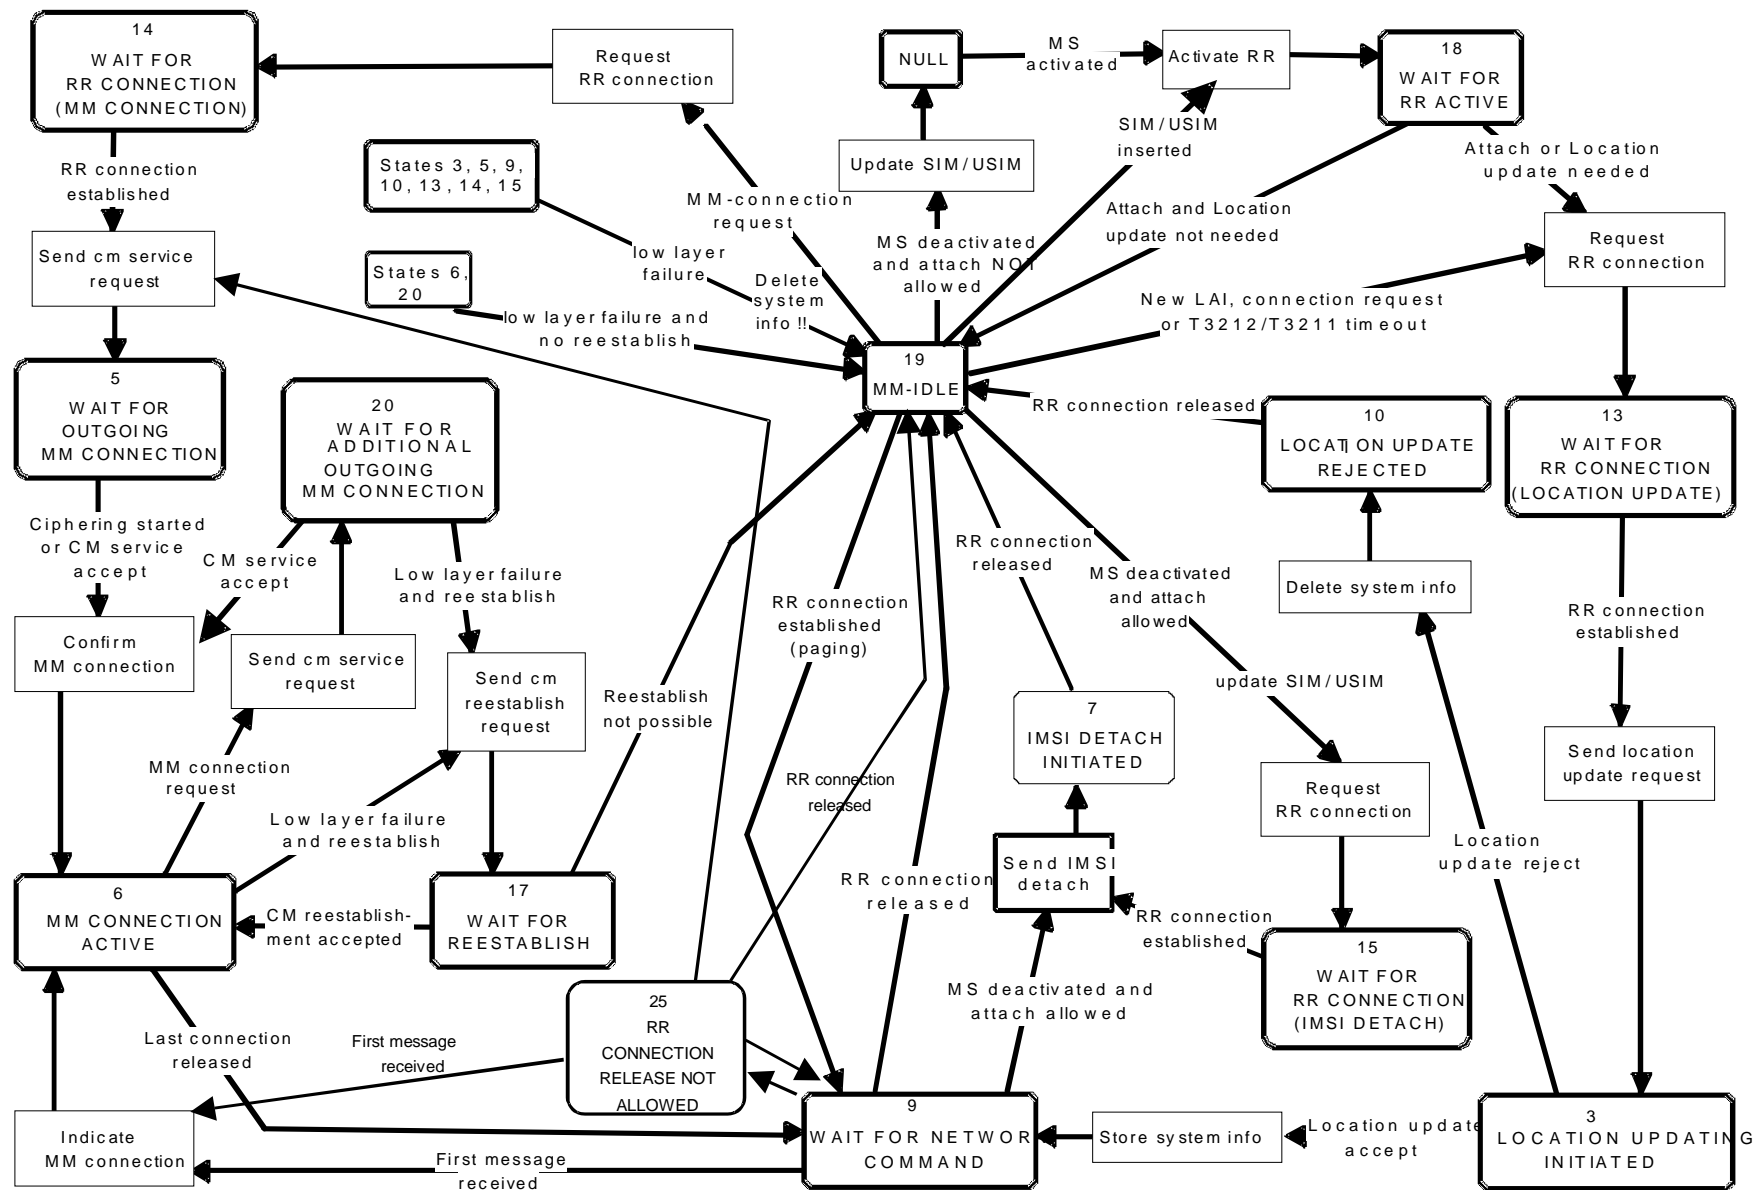 14
WAIT FOR
RR CONNECTION
(MM CONNECTION)
Request
RR connection
NULL
MS
activated
Activate RR
18
WAIT FOR
RR ACTIVE
RR connection
established
States 3, 5, 9,
10, 13, 14, 15
Update SIM/USIM
SIM/USIM
inserted
Attach or Location
update needed
MM-connection
request
Attach and Location
update not needed
Send cm service
request
low layer
failure
MS deactivated
and attach NOT
allowed
Request
RR connection
States 6,
20
Delete
system
info !!
New LAI, connection request
or T3212/T3211 timeout
low layer failure and
no reestablish
19
MM-IDLE
5
WAIT FOR
OUTGOING
MM CONNECTION
20
WAIT FOR
ADDITIONAL
OUTGOING
MM CONNECTION
RR connection released
10
LOCATION UPDATE
REJECTED
13
WAIT FOR
RR CONNECTION
(LOCATION UPDATE)
Ciphering started
or CM service
accept
CM service
accept
Low layer failure
and reestablish
RR connection
released
MS deactivated
and attach
allowed
Delete system info
RR connection
established
(paging)
RR connection
established
Confirm
MM connection
Send cm service
request
Send cm
reestablish
request
Reestablish
not possible
update SIM/USIM
7
IMSI DETACH
INITIATED
Send location
update request
MM connection
request
RR connection
released
Request
RR connection
Low layer failure
and reestablish
Location
update reject
Send IMSI
detach
RR connection
released
6
MM CONNECTION
ACTIVE
CM reestablish-
ment accepted
17
WAIT FOR
REESTABLISH
RR connection
established
15
WAIT FOR
RR CONNECTION
(IMSI DETACH)
MS deactivated and
attach allowed
25
RR
CONNECTION
RELEASE NOT
ALLOWED
Last connection
released
First message
received
Indicate
MM connection
First message
received
9
WAIT FOR NETWOR
COMMAND
Store system info
Location update
accept
3
LOCATION UPDATING
INITIATED